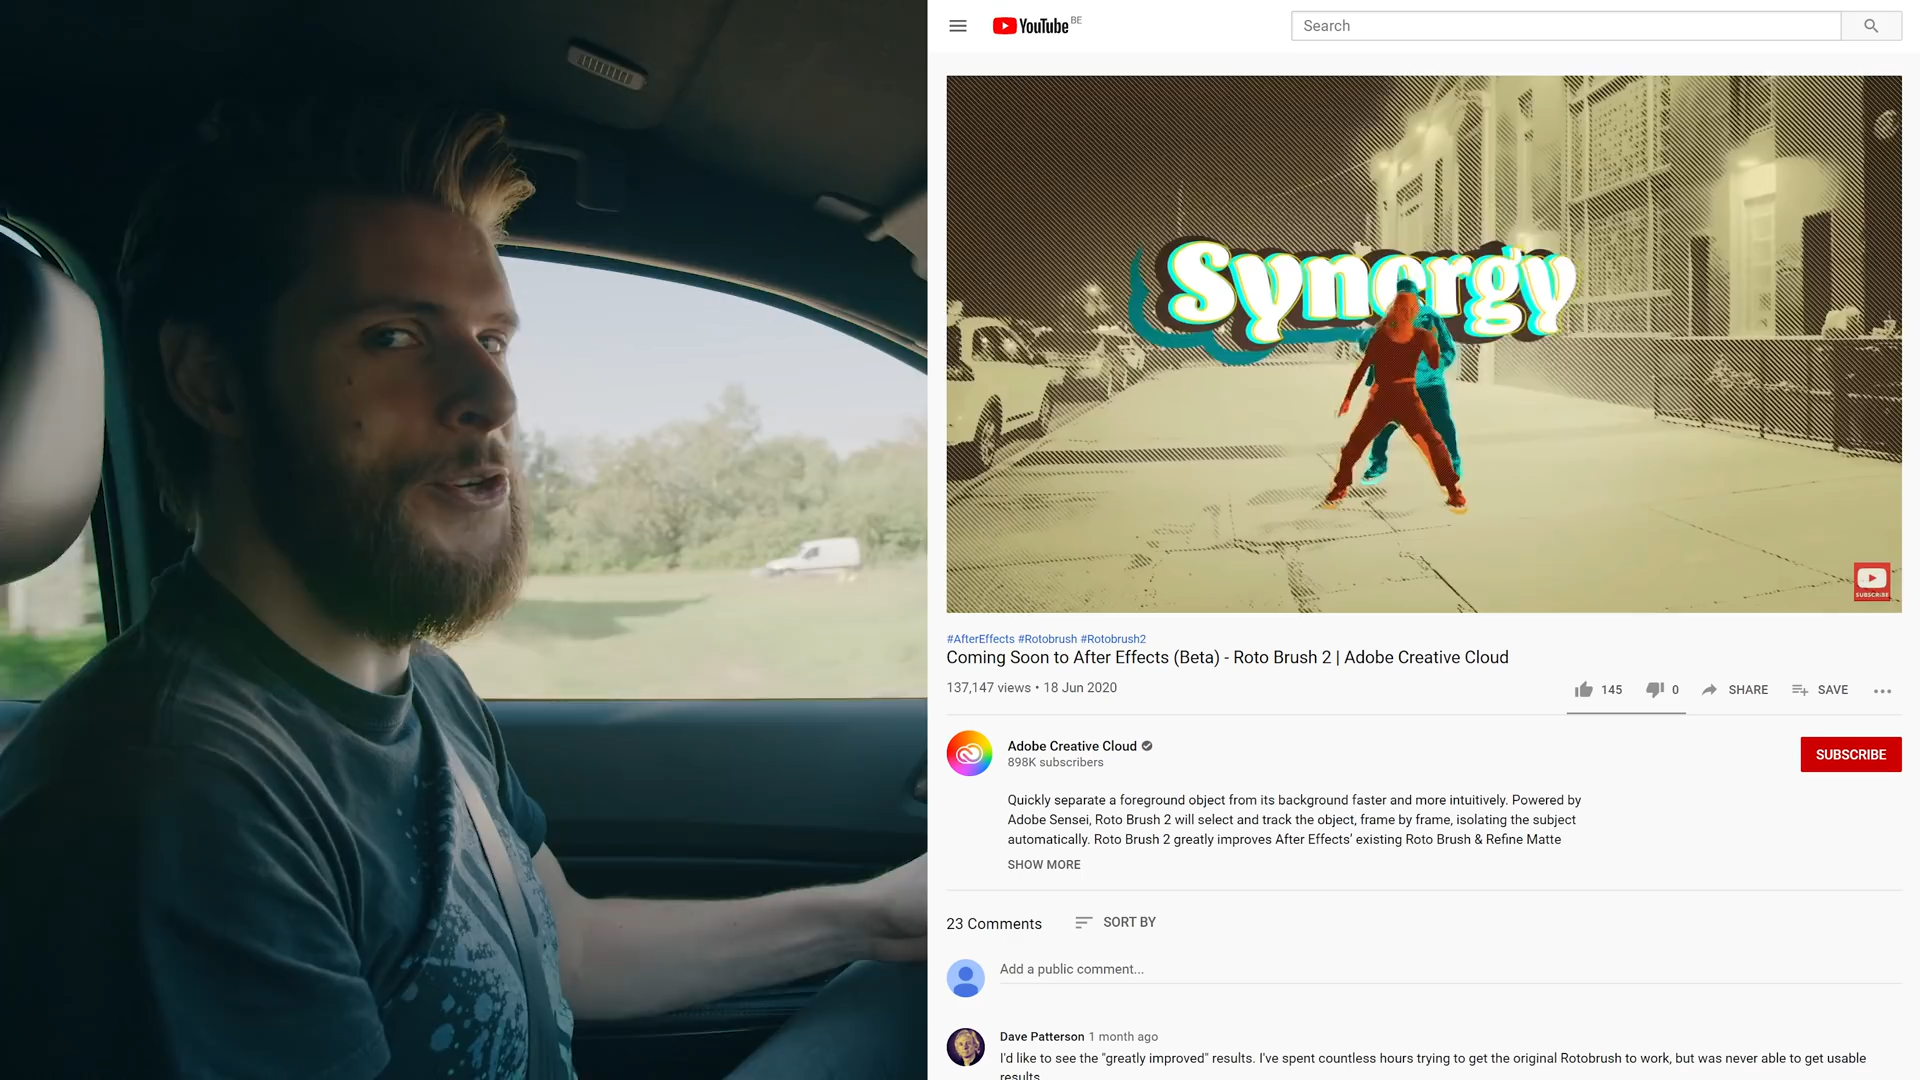 YouTube BE
Search
Synergy
SUBSCRIBE
#AfterEffects #Rotobrush #Rotobrush2
Coming Soon to After Effects (Beta) - Roto Brush 2 | Adobe Creative Cloud
137,147 views • 18 Jun 2020
145
0
SHARE
SAVE
Adobe Creative Cloud
898K subscribers
SUBSCRIBE
Quickly separate a foreground object from its background faster and more intuitively. Powered by
Adobe Sensei, Roto Brush 2 will select and track the object, frame by frame, isolating the subject
automatically. Roto Brush 2 greatly improves After Effects’ existing Roto Brush & Refine Matte
SHOW MORE
23 Comments
SORT BY
Add a public comment...
Dave Patterson 1 month ago
I'd like to see the "greatly improved" results. I've spent countless hours trying to get the original Rotobrush to work, but was never able to get usable
results